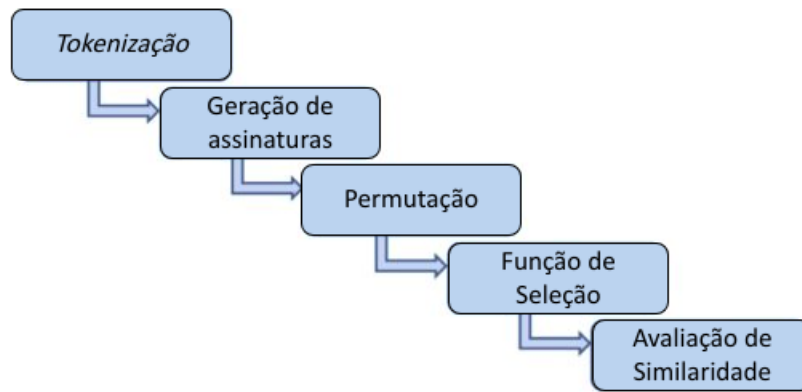 Tokenização
Geração de
assinaturas
Permutação
Função de
Seleção
Avaliação de
Similaridade